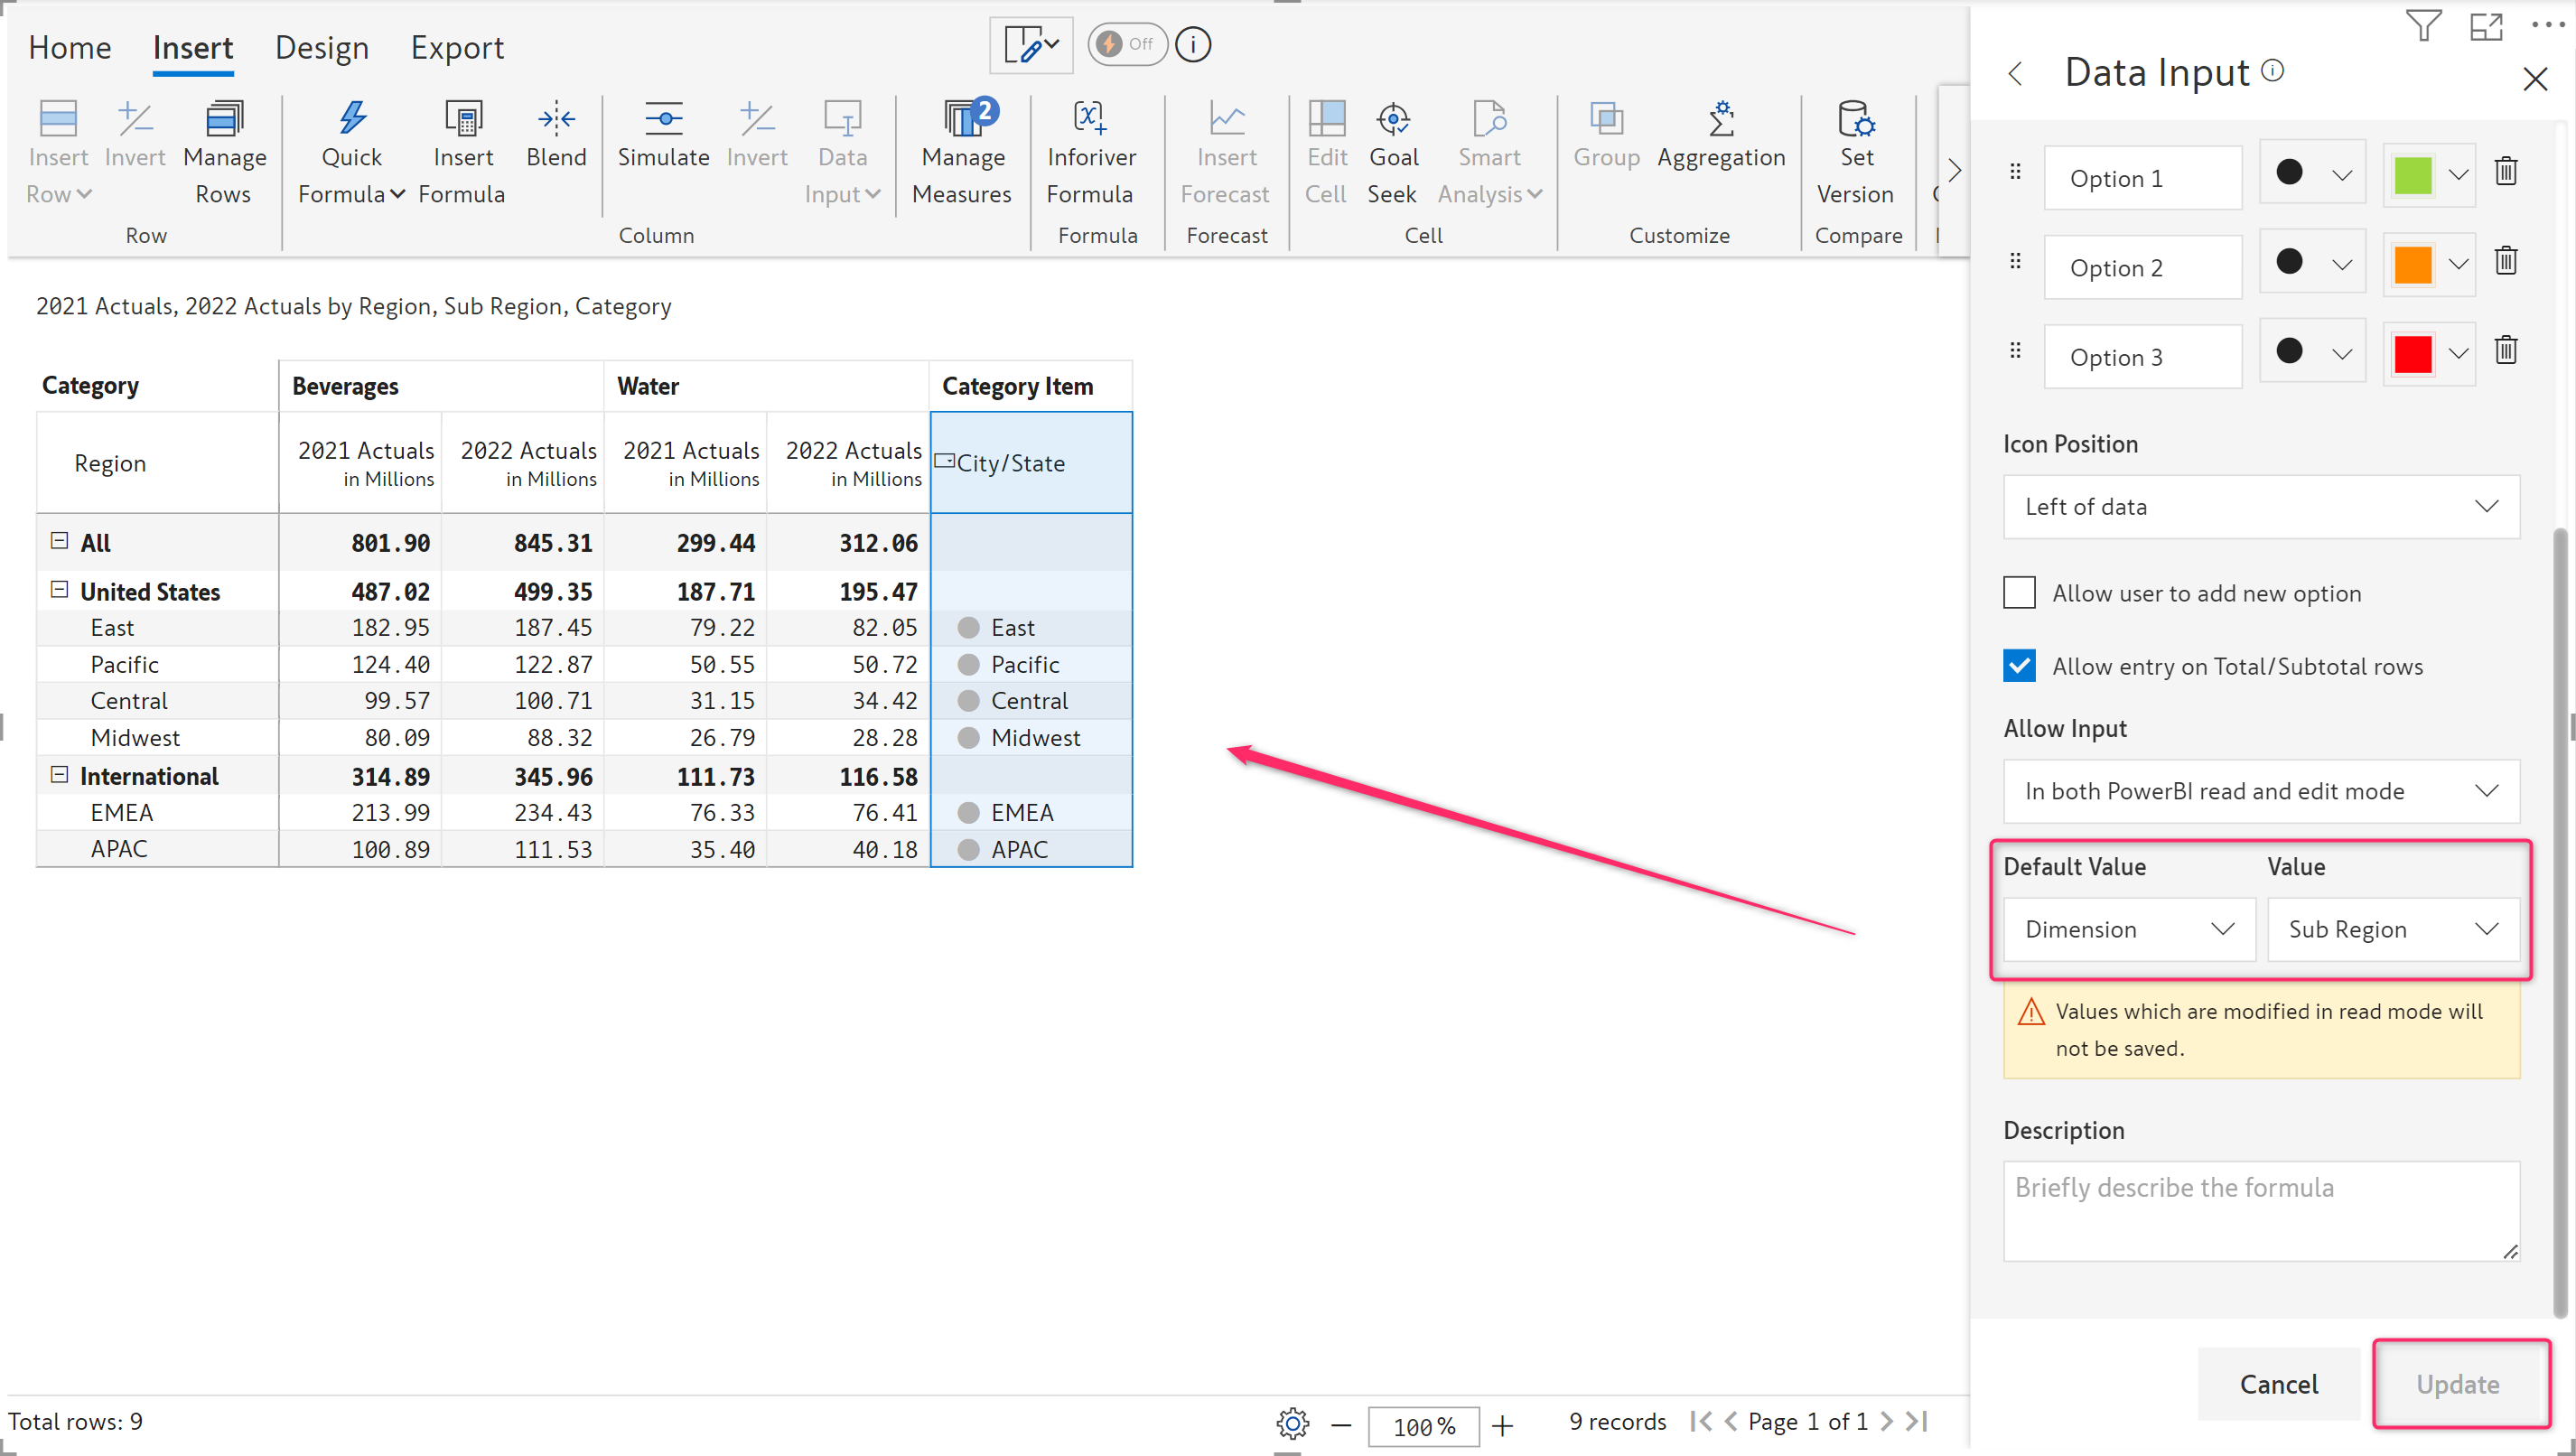 Home Insert Design Export
Off
Insert Row
Invert
Manage Rows
Row
Quick Formula
Insert Formula
Blend
Simulate
Invert
Data Input
Column
Manage Measures
2
Inforiver Formula
Formula
Insert Forecast
Forecast
Edit Cell
Goal Seek
Smart Analysis
Cell
Group
Aggregation
Customize
Set Version
Compare
2021 Actuals, 2022 Actuals by Region, Sub Region, Category
Category Beverages Water Category Item
Region 2021 Actuals in Millions 2022 Actuals in Millions 2021 Actuals in Millions 2022 Actuals in Millions City/State
All 801.90 845.31 299.44 312.06
United States 487.02 499.35 187.71 195.47
East 182.95 187.45 79.22 82.05 East
Pacific 124.40 122.87 50.55 50.72 Pacific
Central 99.57 100.71 31.15 34.42 Central
Midwest 80.09 88.32 26.79 28.28 Midwest
International 314.89 345.96 111.73 116.58
EMEA 213.99 234.43 76.33 76.41 EMEA
APAC 100.89 111.53 35.40 40.18 APAC
Total rows: 9
100%
9 records
Page 1 of 1
Data Input
Option 1
Option 2
Option 3
Icon Position
Left of data
Allow user to add new option
Allow entry on Total/Subtotal rows
Allow Input
In both PowerBI read and edit mode
Default Value Value
Dimension Sub Region
Values which are modified in read mode will
not be saved.
Description
Briefly describe the formula
Cancel Update